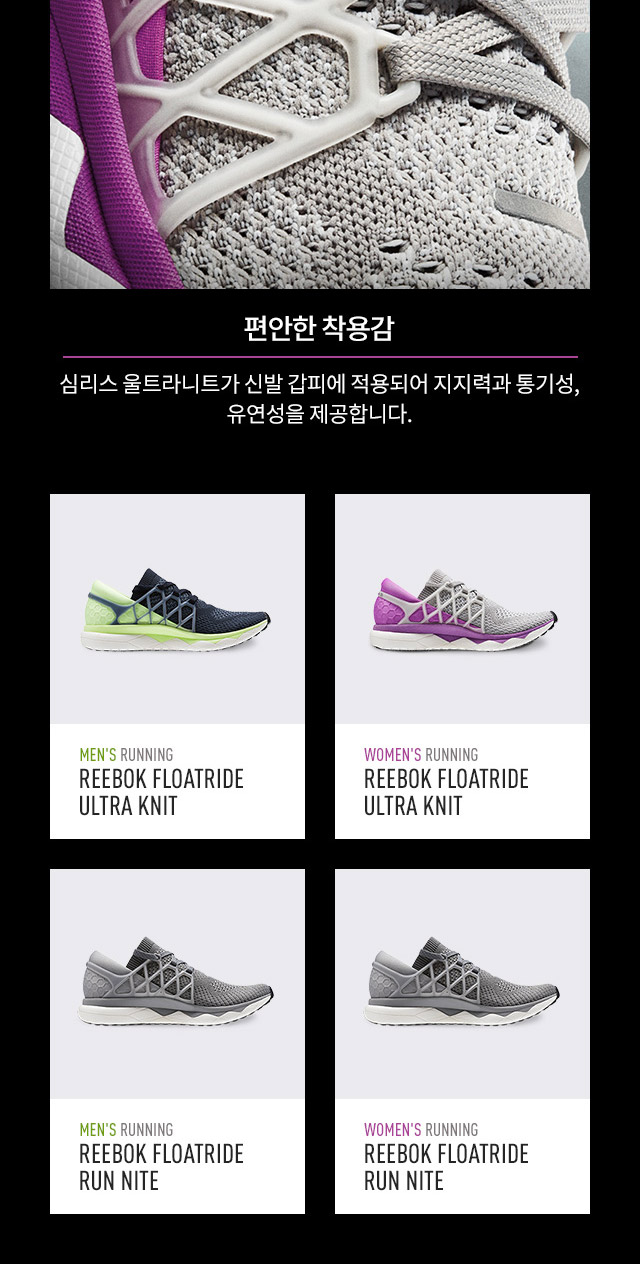 편안한 착용감
심리스 울트라니트가 신발 갑피에 적용되어 지지력과 통기성,
유연성을 제공합니다.
MEN'S RUNNING
REEBOK FLOATRIDE
ULTRA KNIT
WOMEN'S RUNNING
REEBOK FLOATRIDE
ULTRA KNIT
MEN'S RUNNING
REEBOK FLOATRIDE
RUN NITE
WOMEN'S RUNNING
REEBOK FLOATRIDE
RUN NITE